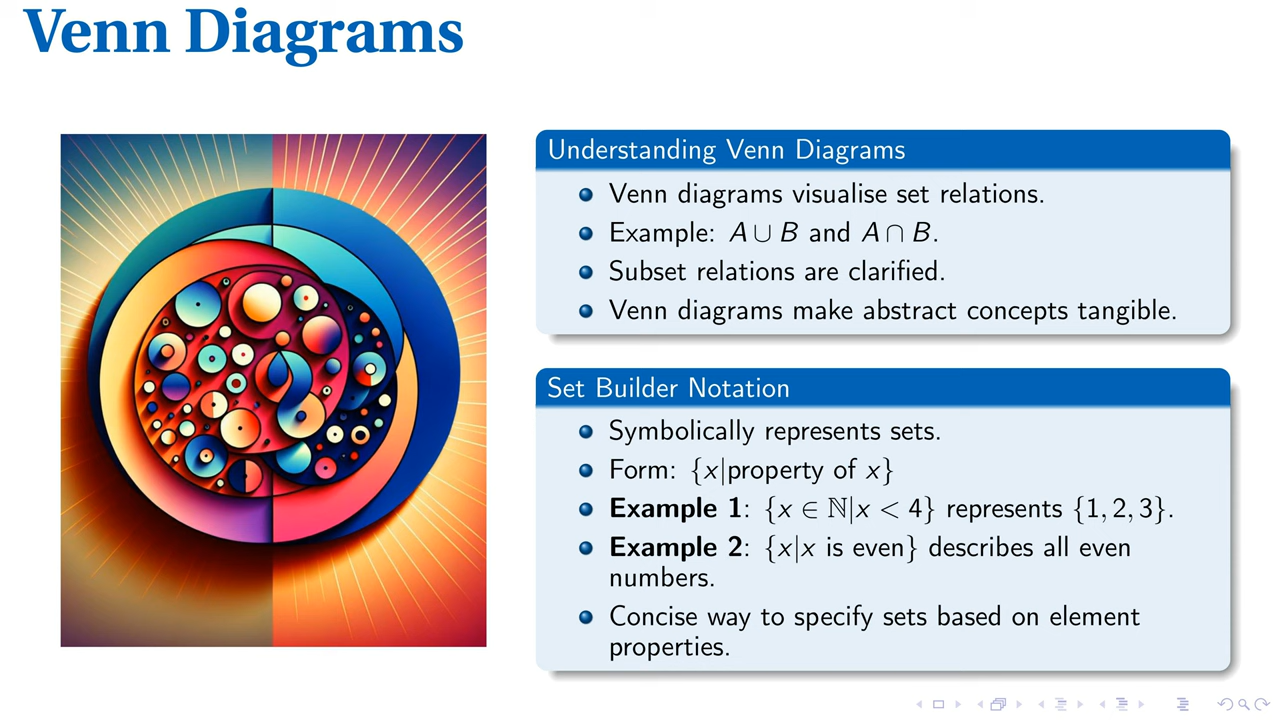 Venn Diagrams
Understanding Venn Diagrams
Venn diagrams visualise set relations.
Example: A ∪ B and A ∩ B.
Subset relations are clarified.
Venn diagrams make abstract concepts tangible.
Set Builder Notation
Symbolically represents sets.
Form: {x|property of x}
Example 1: {x ∈ ℕ|x < 4} represents {1, 2, 3}.
Example 2: {x|x is even} describes all even
numbers.
Concise way to specify sets based on element
properties.